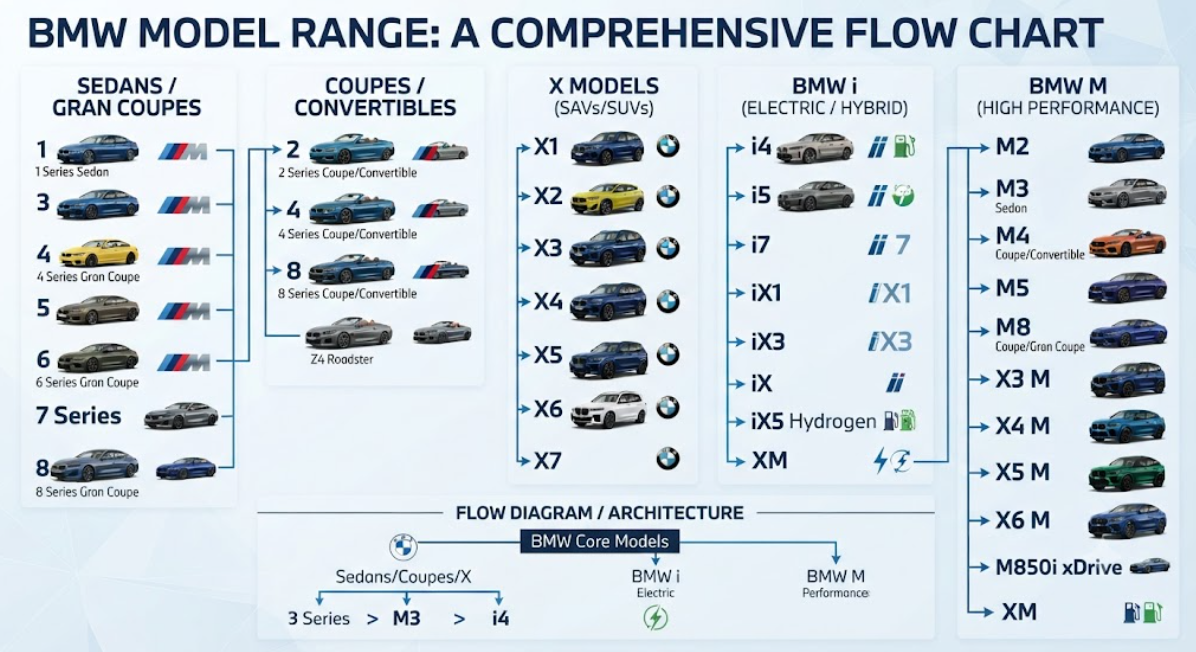 BMW MODEL RANGE: A COMPREHENSIVE FLOW CHART
SEDANS /
GRAN COUPES
1
1 Series Sedan
3
4
4 Series Gran Coupe
5
6
6 Series Gran Coupe
7 Series
8
8 Series Gran Coupe
COUPES /
CONVERTIBLES
2
2 Series Coupe/Convertible
4
4 Series Coupe/Convertible
8
8 Series Coupe/Convertible
Z4 Roadster
X MODELS
(SAVs/SUVs)
X1
X2
X3
X4
X5
X6
X7
BMW i
(ELECTRIC / HYBRID)
i4
i5
i7 7
iX1 iX1
iX3 iX3
iX
iX5 Hydrogen
XM
BMW M
(HIGH PERFORMANCE)
M2
M3
Sedon
M4
Coupe/Convertible
M5
M8
Coupe/Gran Coupe
X3 M
X4 M
X5 M
X6 M
M850i xDrive
XM
FLOW DIAGRAM / ARCHITECTURE
BMW Core Models
Sedans/Coupes/X
3 Series > M3 > i4
BMW i
Electric
BMW M
Performance